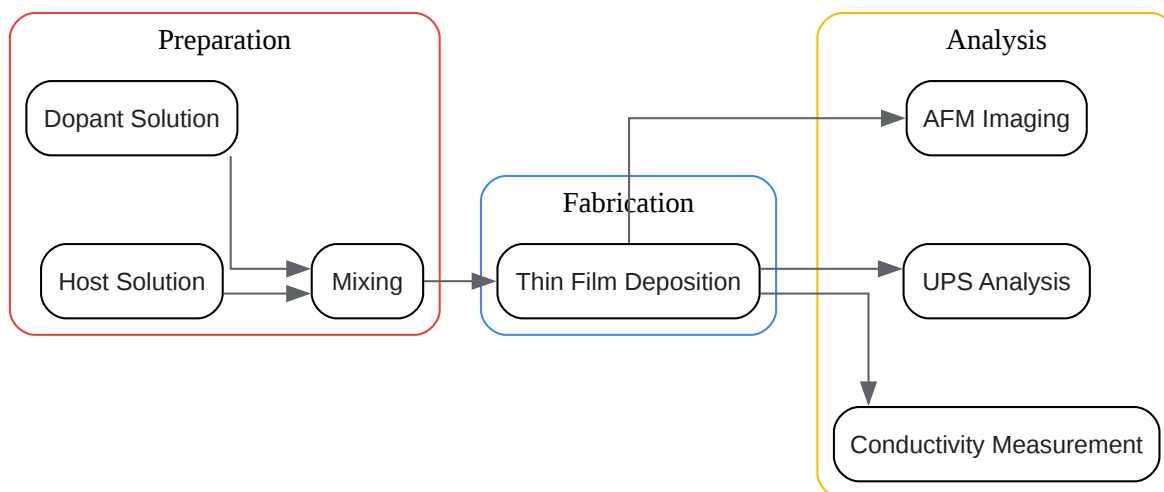 Preparation
Dopant Solution
Host Solution
Mixing
Fabrication
Thin Film Deposition
Analysis
AFM Imaging
UPS Analysis
Conductivity Measurement